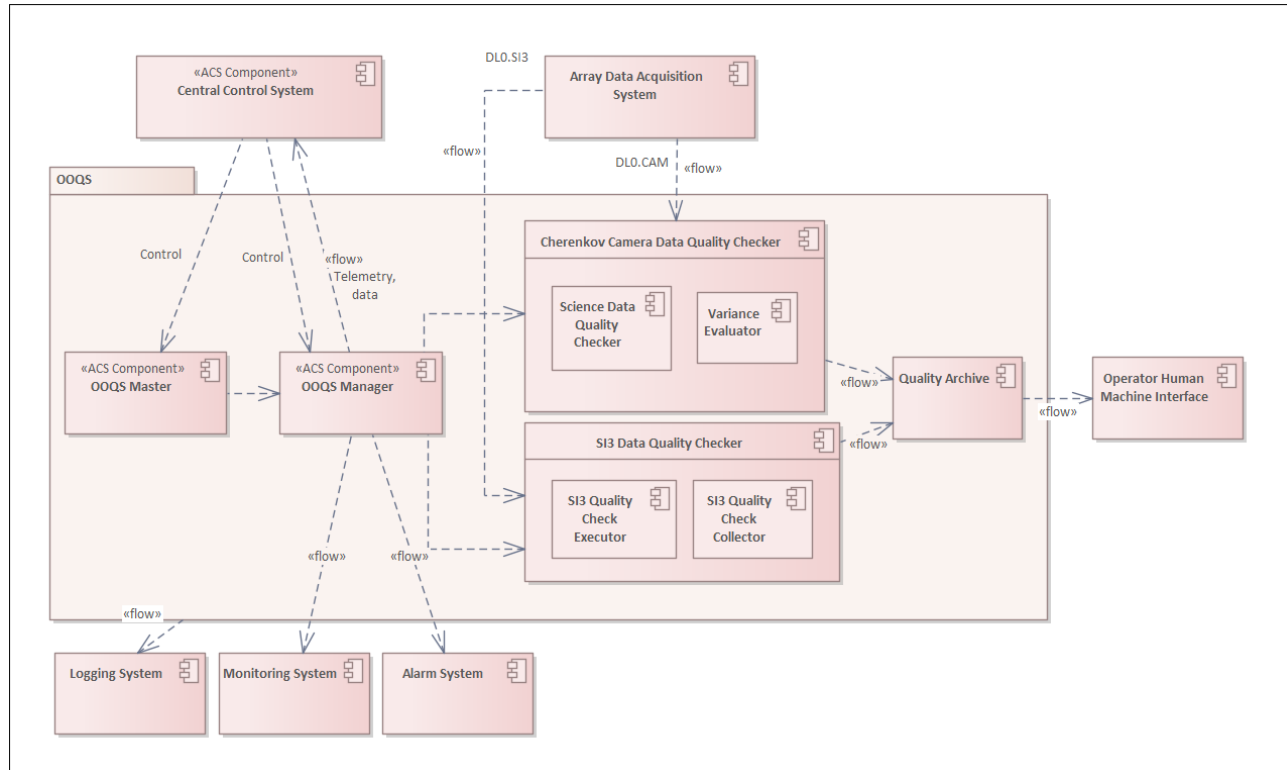 DL0.SI3
«ACS Component»
Central Control System
Array Data Acquisition
System
«flow»
DL0.CAM
«flow»
OOQS
Control
Control
«flow»
Telemetry,
data
Cherenkov Camera Data Quality Checker
Science Data
Quality
Checker
Variance
Evaluator
«ACS Component»
OOQS Master
«ACS Component»
OOQS Manager
«flow»
Quality Archive
«flow»
Operator Human
Machine Interface
SI3 Data Quality Checker
«flow»
SI3 Quality
Check
Executor
SI3 Quality
Check
Collector
«flow»
«flow»
«flow»
Logging System
Monitoring System
Alarm System